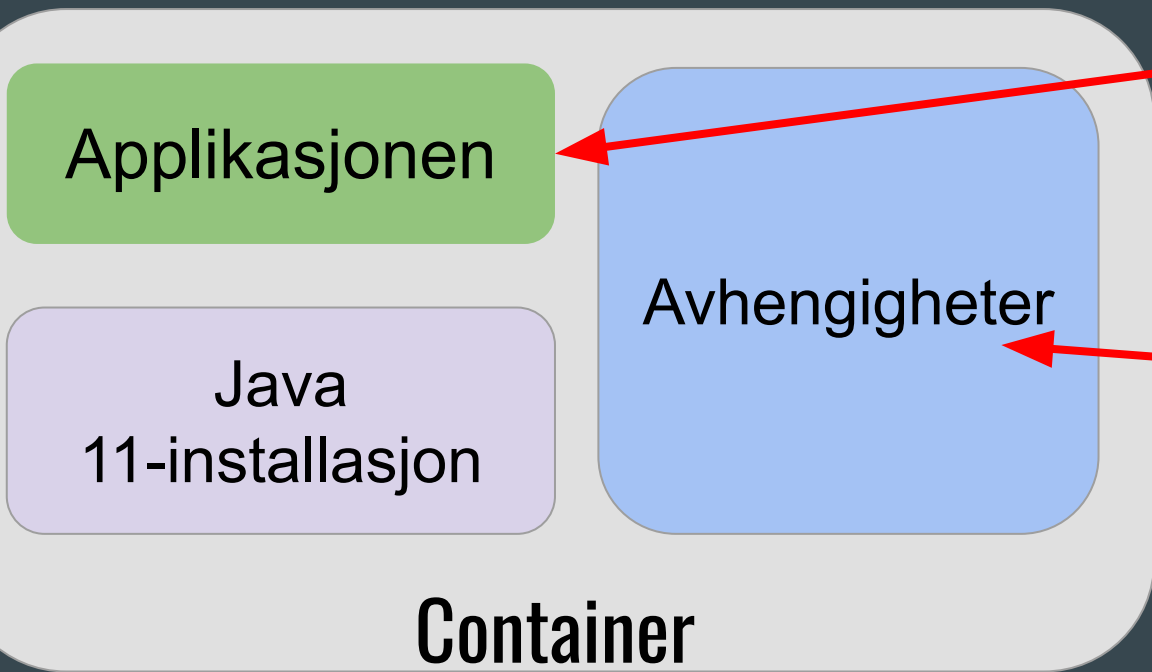 Applikasjonen
Avhengigheter
Java
11-installasjon
Container